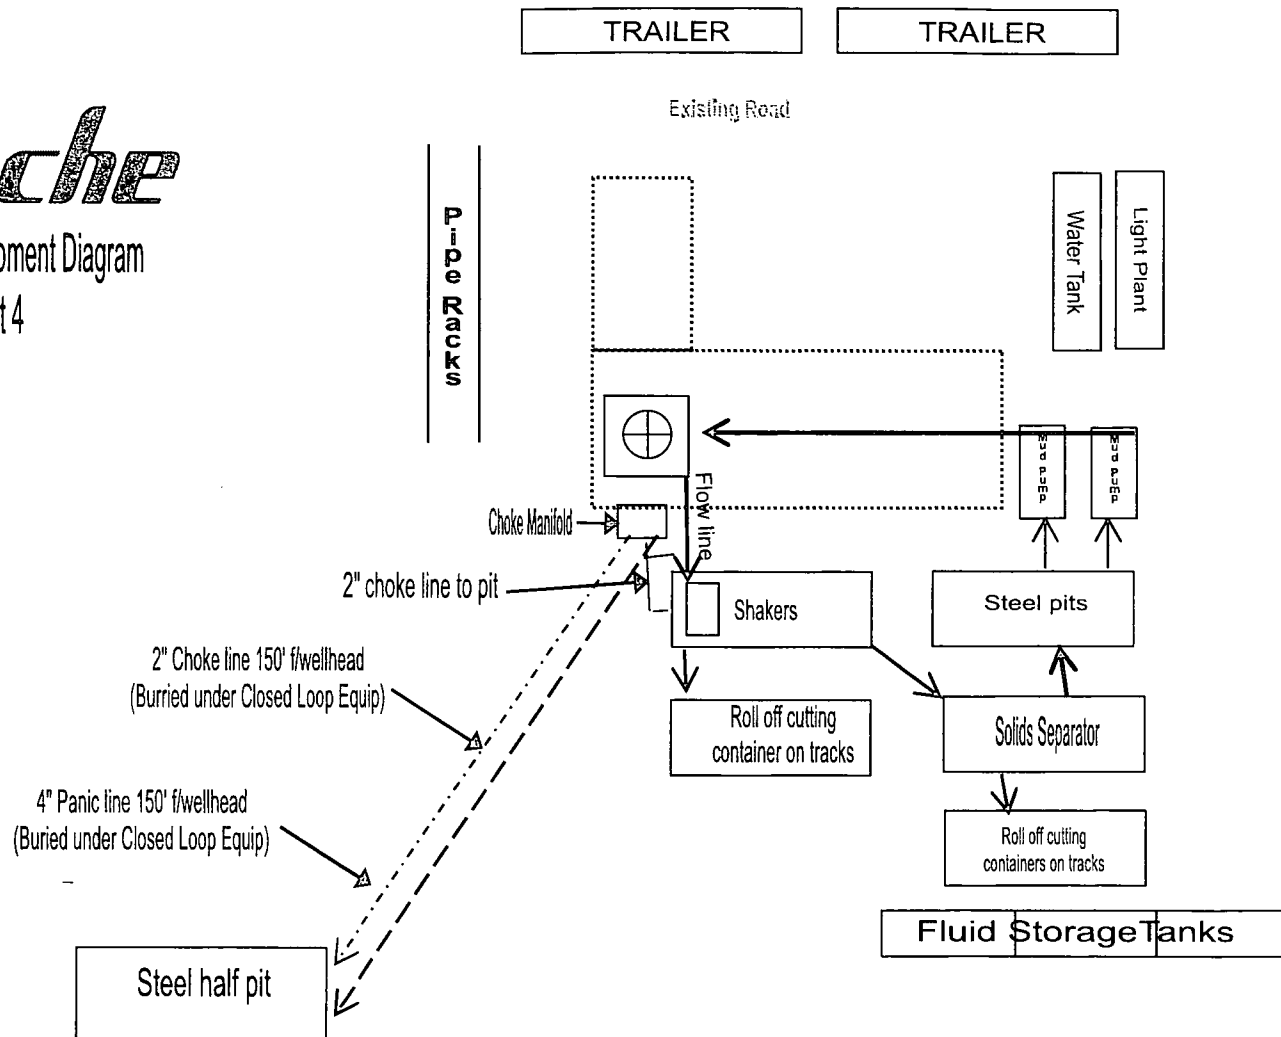 TRAILER
TRAILER
Existing Road
che
pment Diagram
t 4
Pipe Racks
Water Tank
Light Plant
Mud pump
Mud pump
Flow line
Choke Manifold
2" choke line to pit
Shakers
Steel pits
2" Choke line 150' f/wellhead
(Burried under Closed Loop Equip)
Roll off cutting
container on tracks
Solids Separator
4" Panic line 150' f/wellhead
(Buried under Closed Loop Equip)
Roll off cutting
containers on tracks
Fluid StorageTanks
Steel half pit